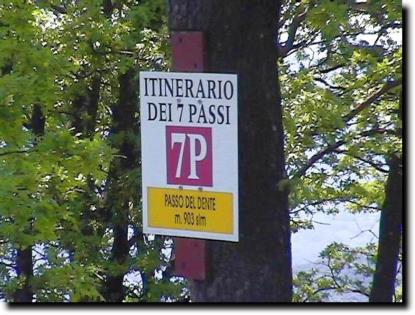 ITINERARIO
DEI 7 PASSI
7P
PASSO DEL DENTE
m. 903 slm